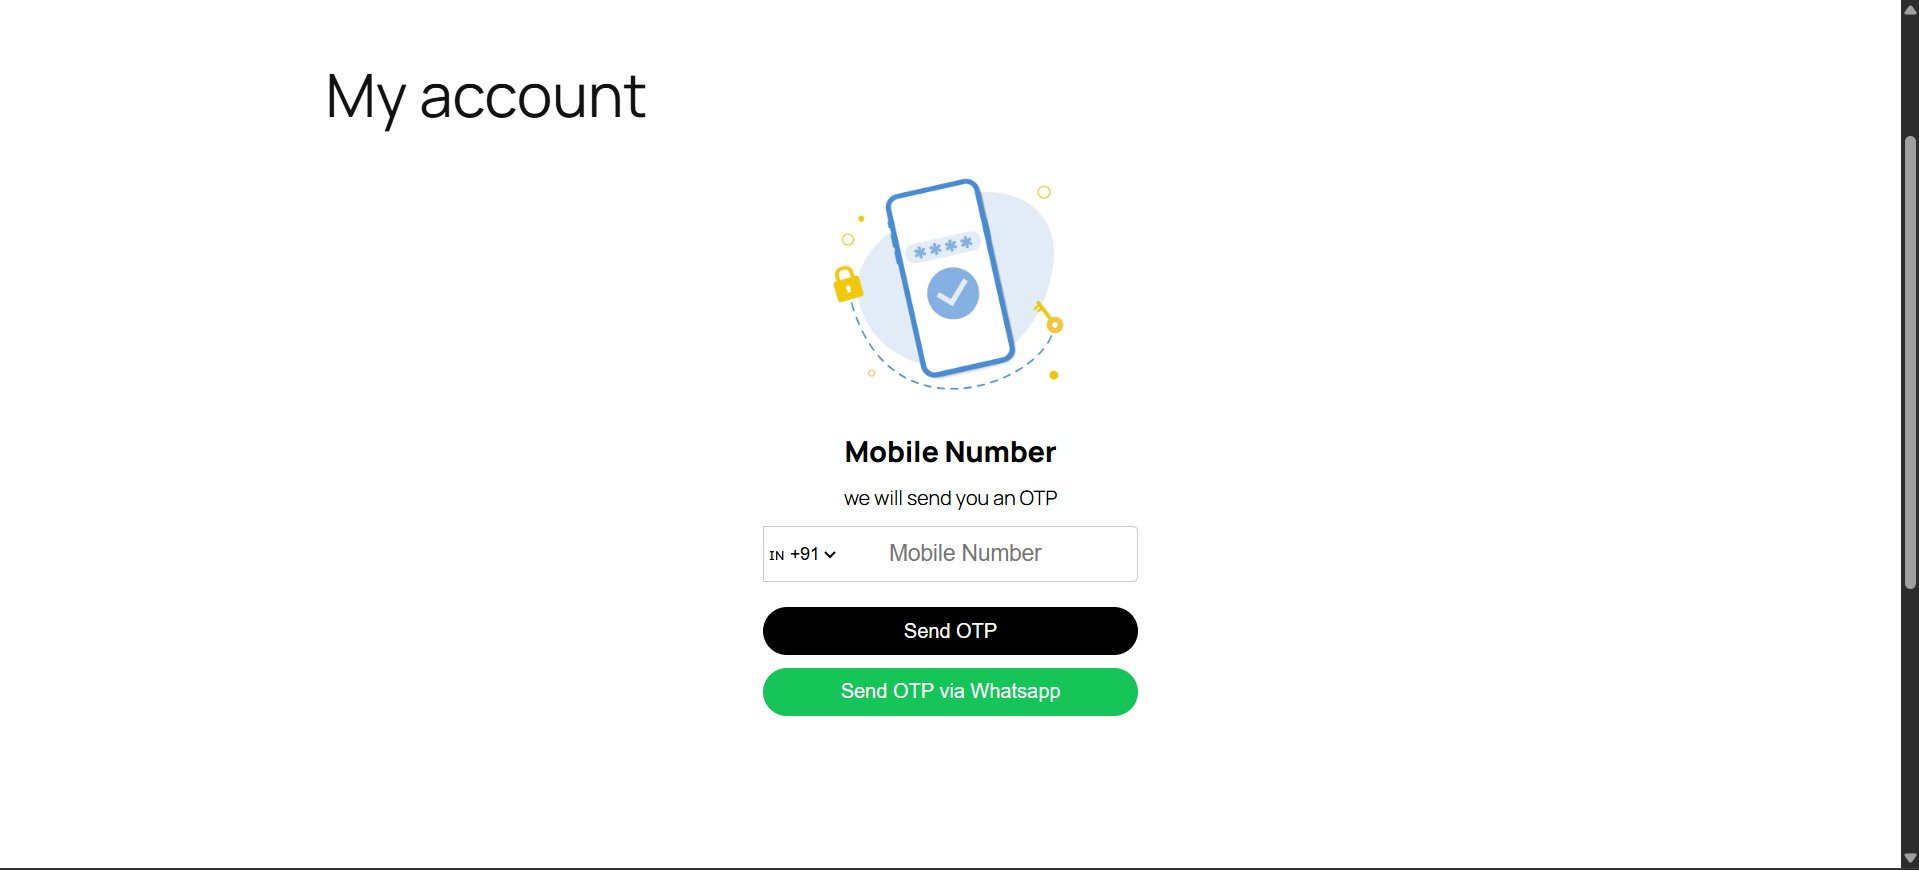 My account
****
Mobile Number
we will send you an OTP
IN +91
Mobile Number
Send OTP
Send OTP via Whatsapp